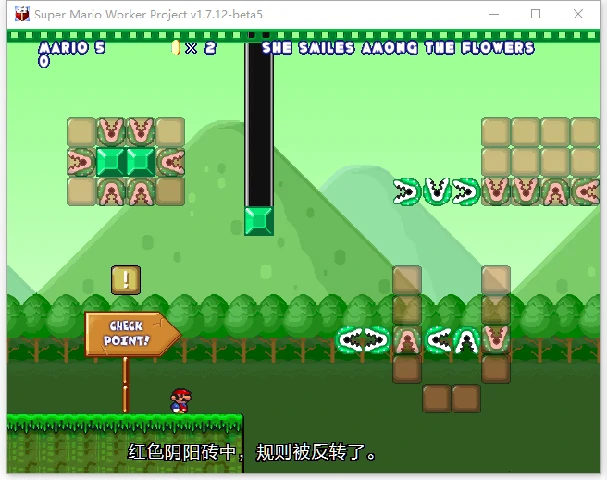 Super Mario Worker Project v1.7.12-beta5
MARIO 5 × 2 SHE SMILES AMONG THE FLOWERS
0
!
CHECK
POINT!
红色阴阳砖中，规则被反转了。